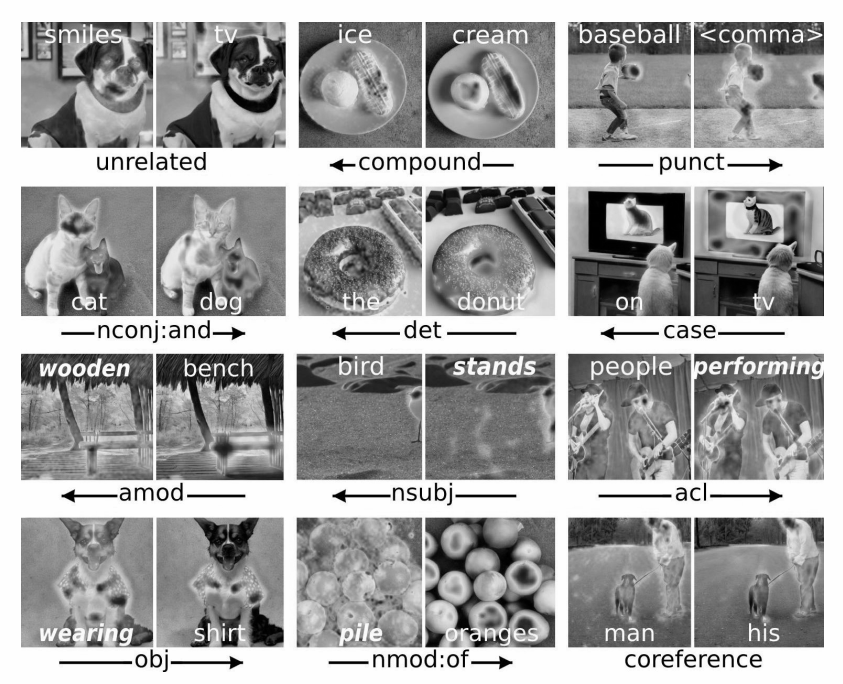 smiles tv ice cream baseball <comma>
unrelated compound punct
cat dog the donut on tv
nconj:and det case
wooden bench bird stands people performing
amod nsubj acl
wearing shirt pile oranges man his
obj nmod:of coreference